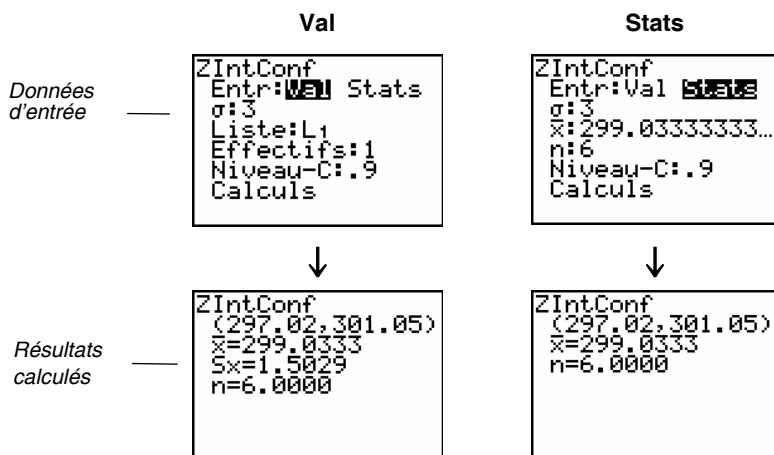 Val
Stats
Données
d'entrée
ZIntConf
Entr:Val Stats
σ:3
Liste:L1
Effectifs:1
Niveau-C:.9
Calculs
ZIntConf
Entr:Val Stats
σ:3
x̄:299.03333333…
n:6
Niveau-C:.9
Calculs
Résultats
calculés
ZIntConf
(297.02,301.05)
x̄=299.0333
Sx=1.5029
n=6.0000
ZIntConf
(297.02,301.05)
x̄=299.0333
n=6.0000